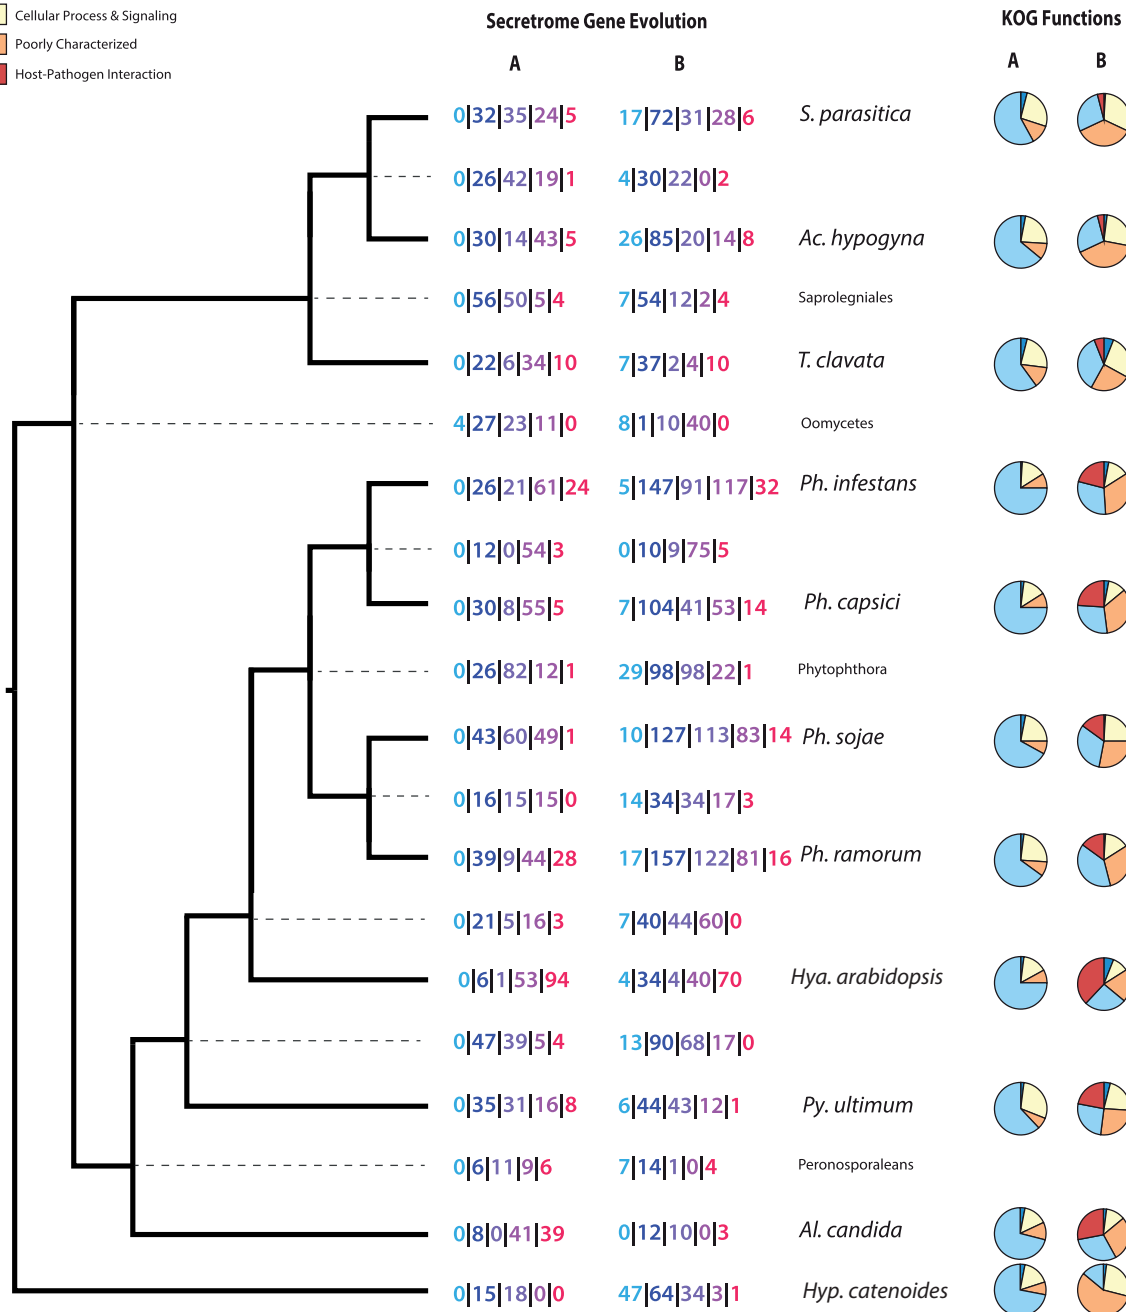 Cellular Process & Signaling
Poorly Characterized
Host-Pathogen Interaction
Secretrome Gene Evolution
KOG Functions
A B
A B
0|32|35|24|5 17|72|31|28|6 S. parasitica
0|26|42|19|1 4|30|22|0|2
0|30|14|43|5 26|85|20|14|8 Ac. hypogyna
0|56|50|5|4 7|54|12|2|4 Saprolegniales
0|22|6|34|10 7|37|2|4|10 T. clavata
4|27|23|11|0 8|1|10|40|0 Oomycetes
0|26|21|61|24 5|147|91|117|32 Ph. infestans
0|12|0|54|3 0|10|9|75|5
0|30|8|55|5 7|104|41|53|14 Ph. capsici
0|26|82|12|1 29|98|98|22|1 Phytophthora
0|43|60|49|1 10|127|113|83|14 Ph. sojae
0|16|15|15|0 14|34|34|17|3
0|39|9|44|28 17|157|122|81|16 Ph. ramorum
0|21|5|16|3 7|40|44|60|0
0|6|1|53|94 4|34|4|40|70 Hya. arabidopsis
0|47|39|5|4 13|90|68|17|0
0|35|31|16|8 6|44|43|12|1 Py. ultimum
0|6|11|9|6 7|14|1|0|4 Peronosporaleans
0|8|0|41|39 0|12|10|0|3 Al. candida
0|15|18|0|0 47|64|34|3|1 Hyp. catenoides